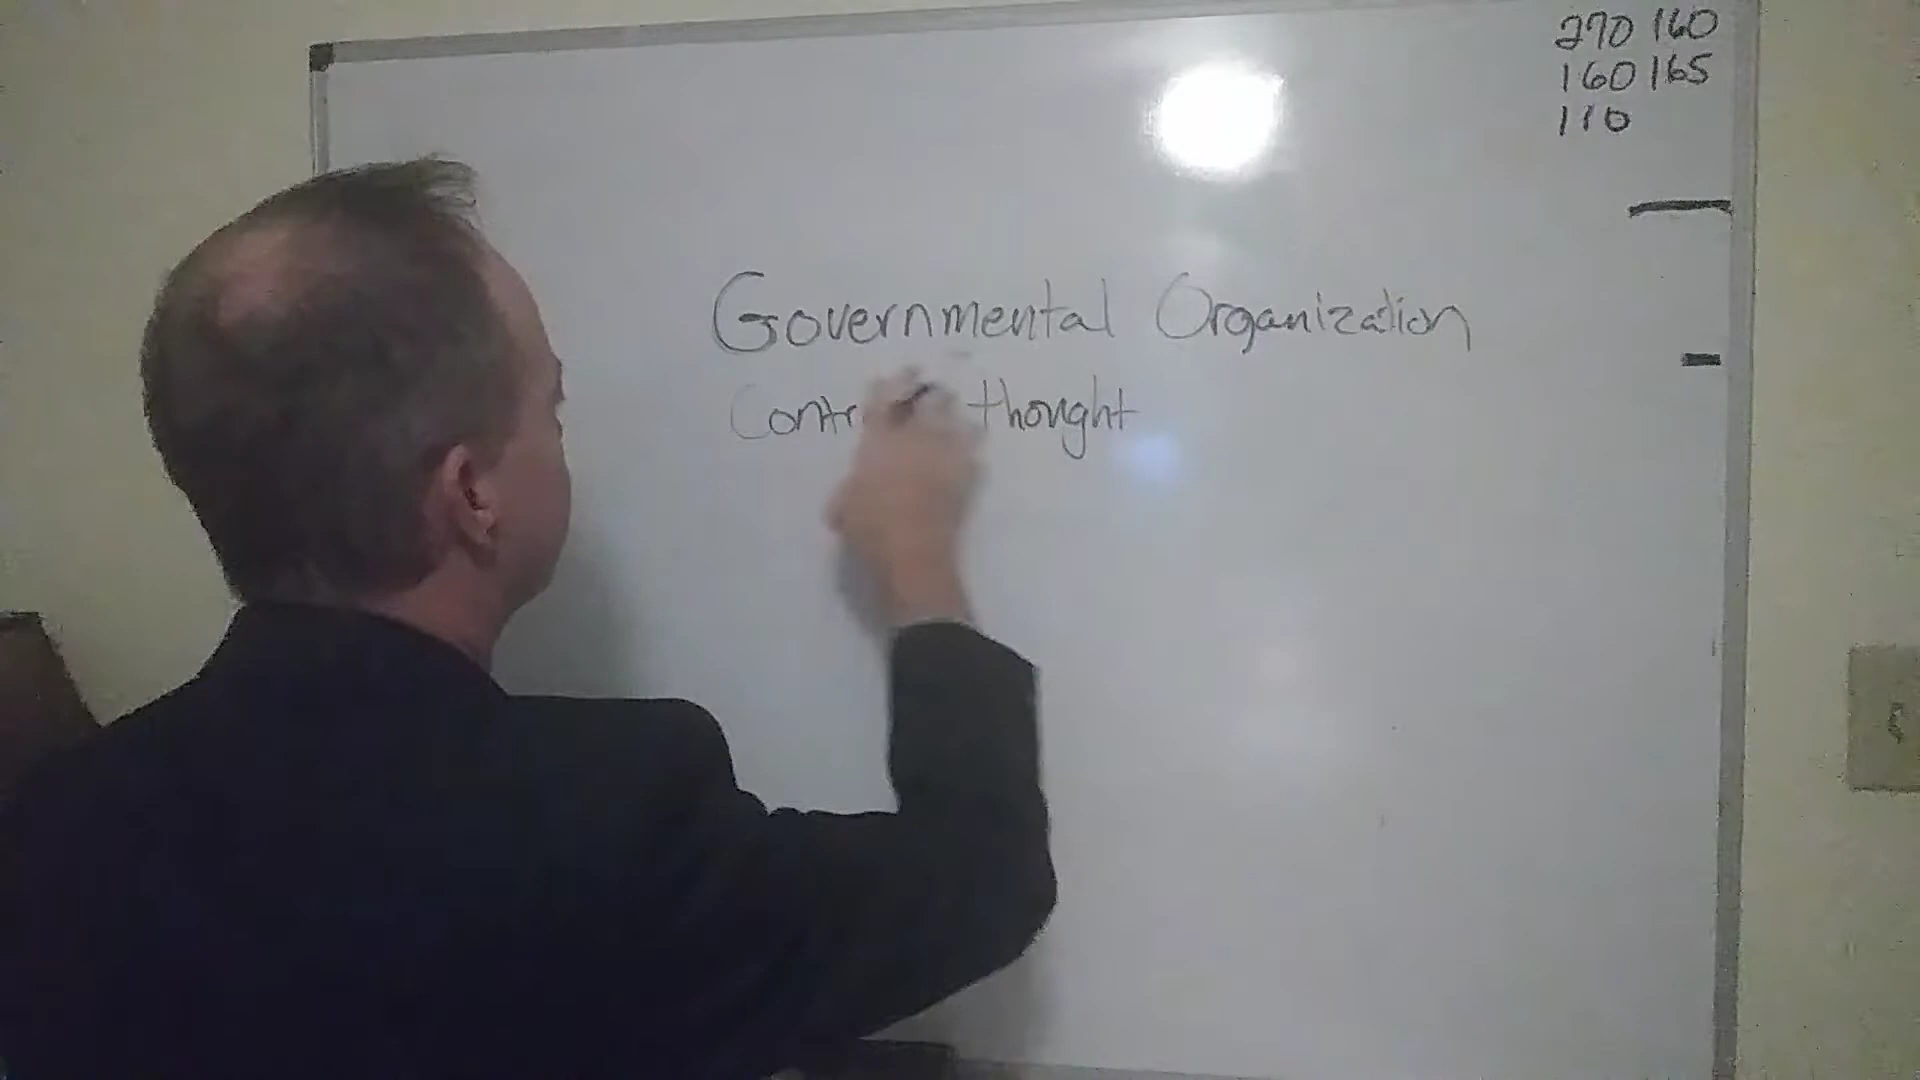 270 160
160 165
110
Governmental Organization
thought